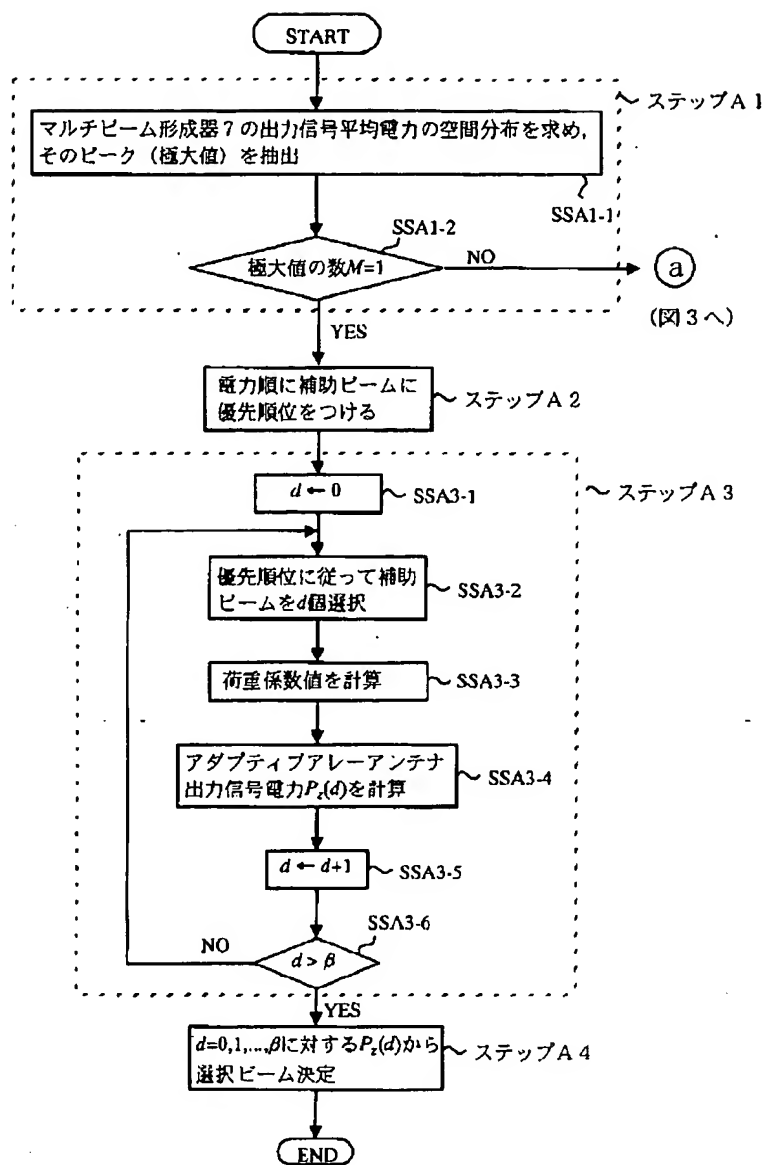 START
ステップA 1
マルチビーム形成器7の出力信号平均電力の空間分布を求め,
そのピーク(極大値)を抽出
SSA1-1
SSA1-2
極大値の数M=1
NO
a
(図3へ)
YES
電力順に補助ビームに
優先順位をつける
ステップA 2
d ← 0
SSA3-1
ステップA 3
優先順位に従って補助
ビームをd個選択
SSA3-2
荷重係数値を計算
SSA3-3
アダプティブアレーアンテナ
出力信号電力Pz(d)を計算
SSA3-4
d ← d+1
SSA3-5
SSA3-6
NO
d > β
YES
d=0,1,...,βに対するPz(d)から
選択ビーム決定
ステップA 4
END